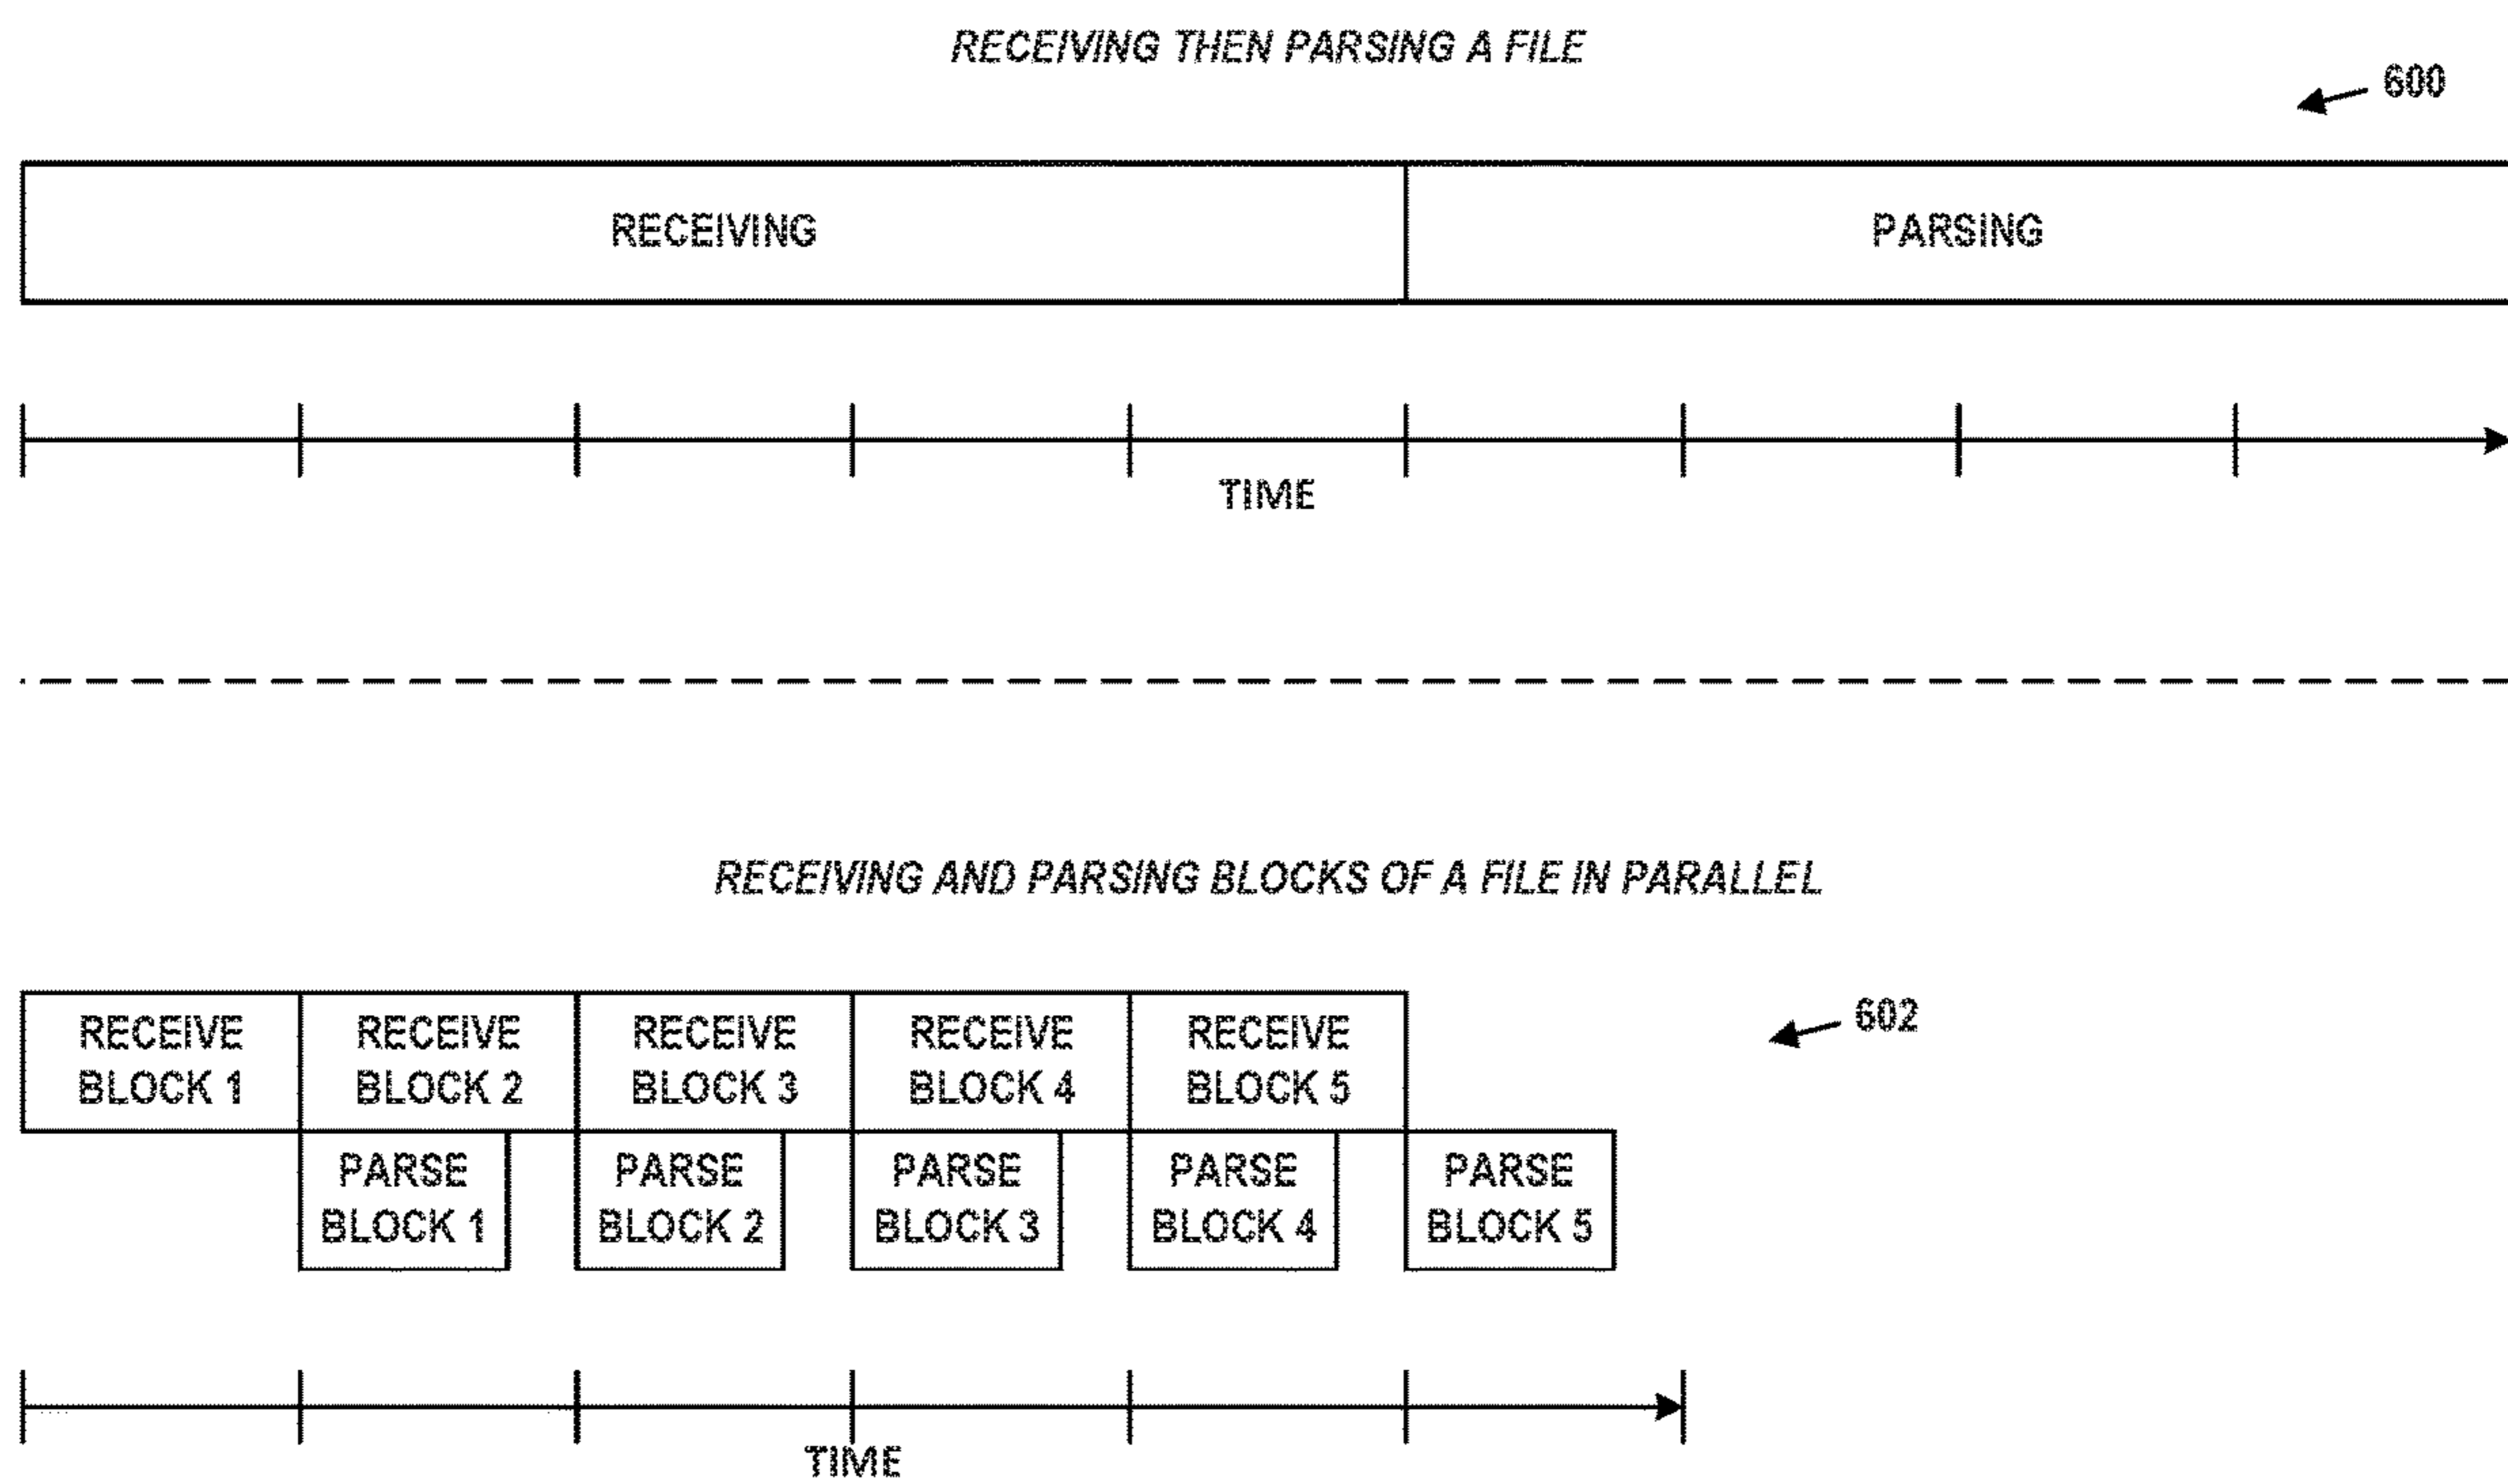 RECEIVING THEN PARSING A FILE
600
RECEIVING
PARSING
TIME
RECEIVING AND PARSING BLOCKS OF A FILE IN PARALLEL
602
RECEIVE
BLOCK 1
RECEIVE
BLOCK 2
RECEIVE
BLOCK 3
RECEIVE
BLOCK 4
RECEIVE
BLOCK 5
PARSE
BLOCK 1
PARSE
BLOCK 2
PARSE
BLOCK 3
PARSE
BLOCK 4
PARSE
BLOCK 5
TIME